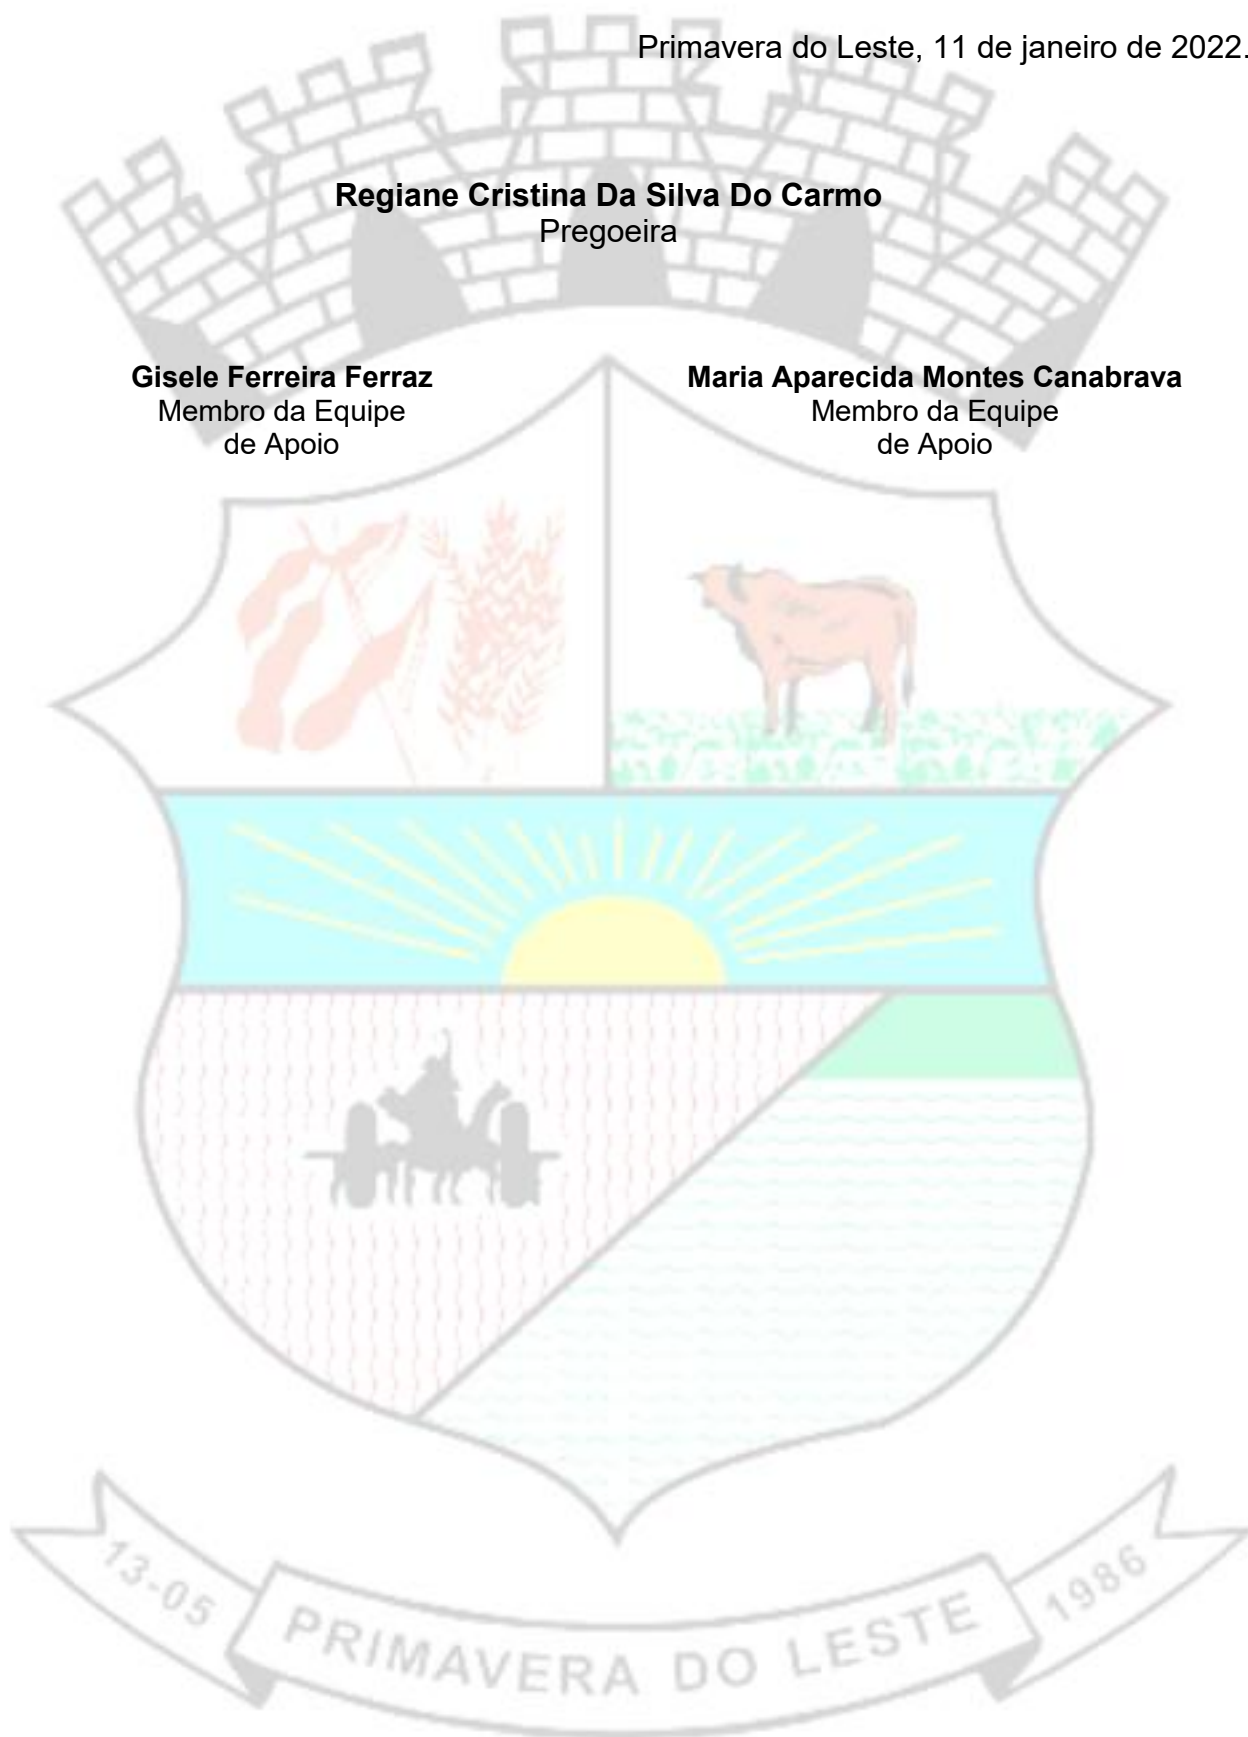 Primavera do Leste, 11 de janeiro de 2022.
Regiane Cristina Da Silva Do Carmo
Pregoeira
Gisele Ferreira Ferraz
Membro da Equipe
de Apoio
Maria Aparecida Montes Canabrava
Membro da Equipe
de Apoio
13-05
PRIMAVERA DO LESTE
1986